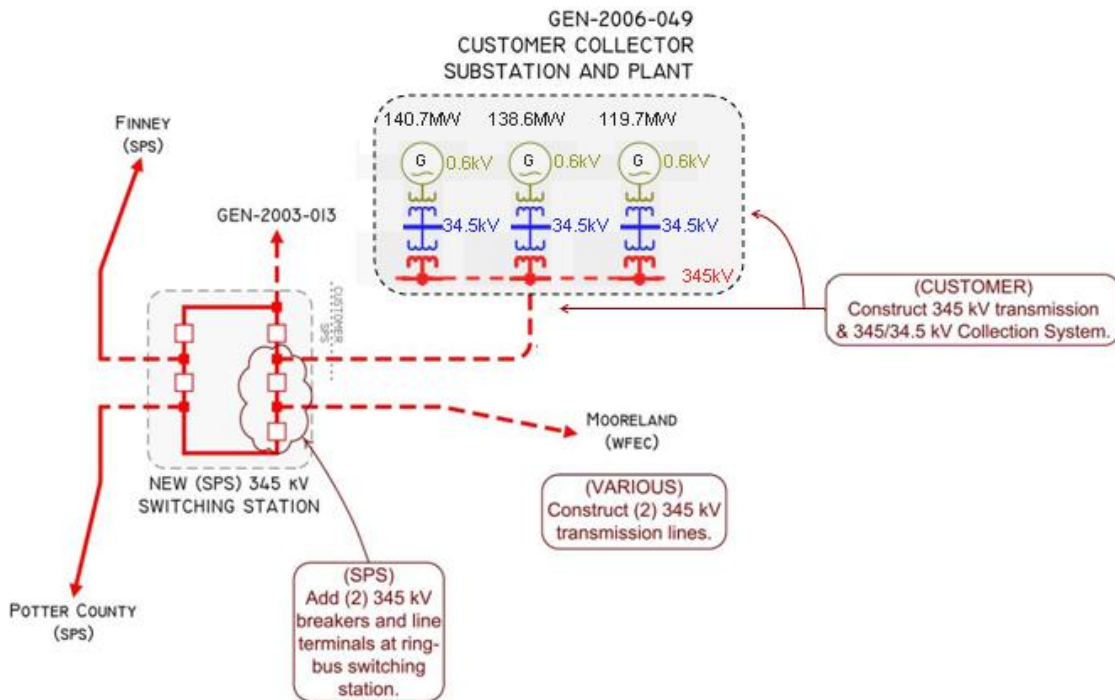 GEN-2006-049
CUSTOMER COLLECTOR
SUBSTATION AND PLANT
140.7MW 138.6MW 119.7MW
G 0.6kV G 0.6kV G 0.6kV
34.5kV 34.5kV 34.5kV
345kV
FINNEY
(SPS)
GEN-2003-013
CUSTOMER
SPS
(CUSTOMER)
Construct 345 kV transmission
& 345/34.5 kV Collection System.
MOORELAND
(WFEC)
(VARIOUS)
Construct (2) 345 kV
transmission lines.
NEW (SPS) 345 KV
SWITCHING STATION
(SPS)
Add (2) 345 kV
breakers and line
terminals at ring-
bus switching
station.
POTTER COUNTY
(SPS)